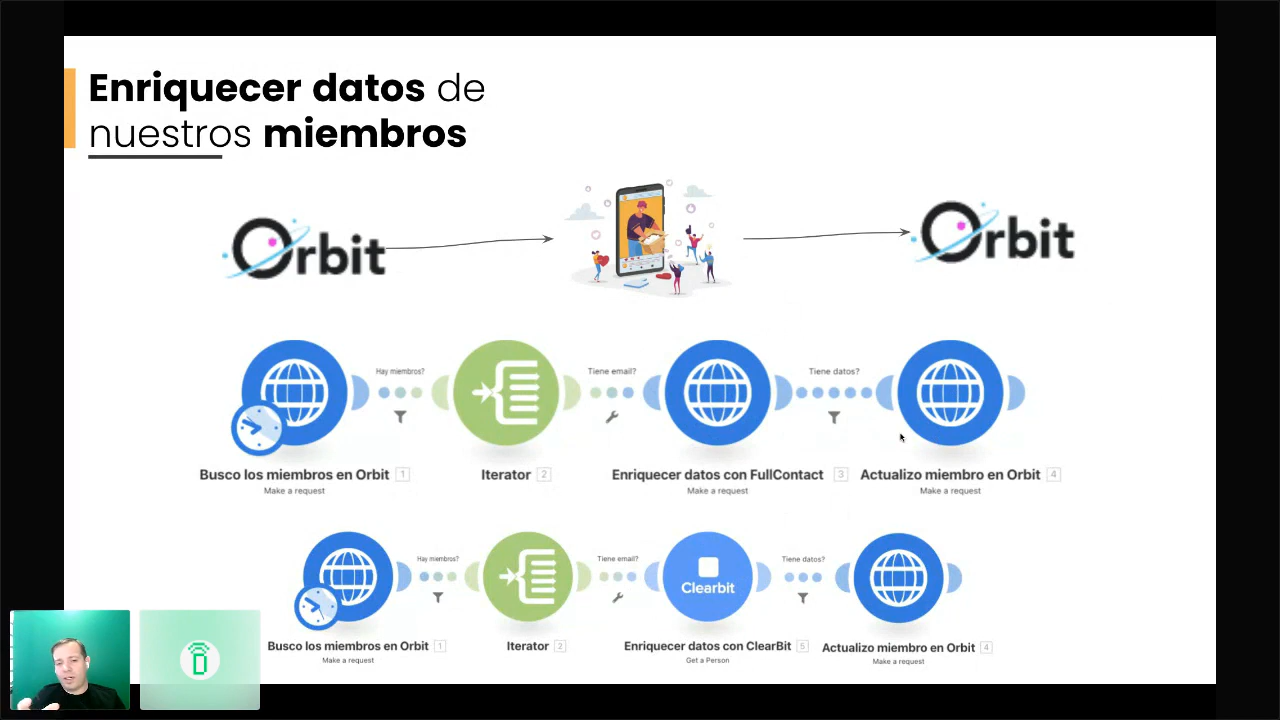 Enriquecer datos de
nuestros miembros
Orbit
Orbit
Hay miembros?
Tiene email?
Tiene datos?
Busco los miembros en Orbit 1
Make a request
Iterator 2
Enriquecer datos con FullContact 3
Make a request
Actualizo miembro en Orbit 4
Make a request
Hay miembros?
Tiene email?
Tiene datos?
Clearbit
Busco los miembros en Orbit 1
Make a request
Iterator 2
Enriquecer datos con ClearBit 5
Get a Person
Actualizo miembro en Orbit 4
Make a request